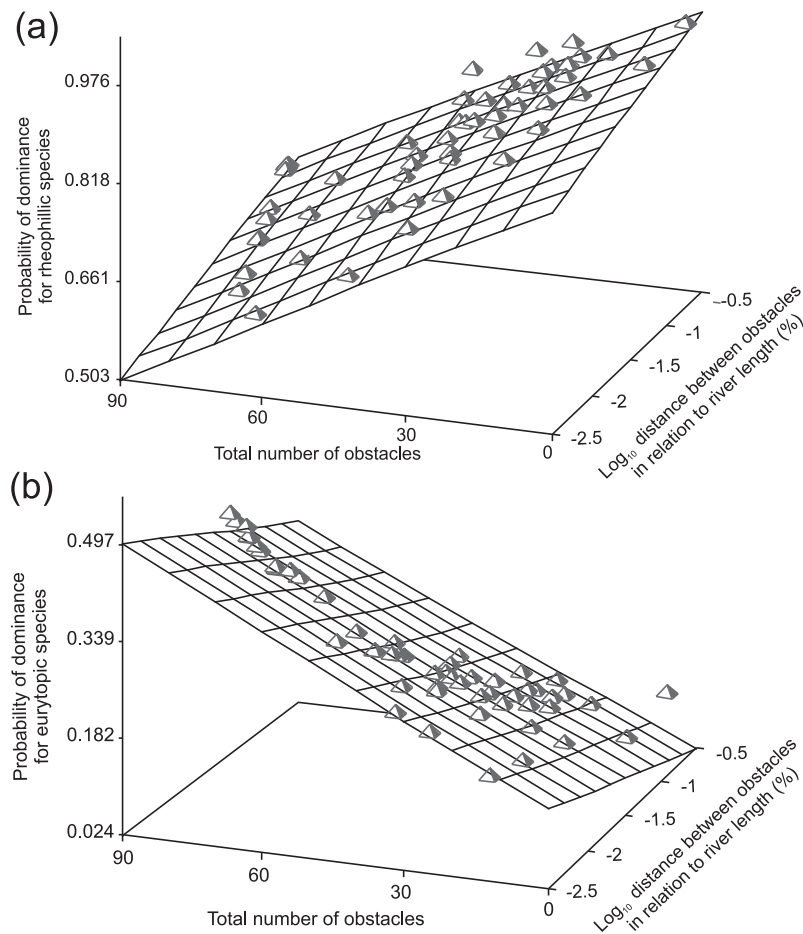 (a)
Probability of dominance
for rheophillic species
0.976
0.818
0.661
0.503
90
60
30
0
Total number of obstacles
-0.5
-1
-1.5
-2
-2.5
Log₁₀ distance between obstacles
in relation to river length (%)
(b)
Probability of dominance
for eurytopic species
0.497
0.339
0.182
0.024
90
60
30
0
Total number of obstacles
-0.5
-1
-1.5
-2
-2.5
Log₁₀ distance between obstacles
in relation to river length (%)